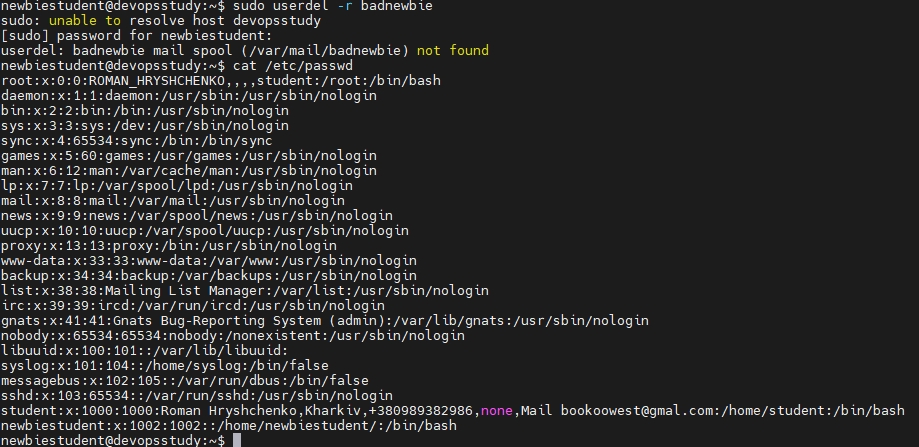 newbiestudent@devopsstudy:~$ sudo userdel -r badnewbie
sudo: unable to resolve host devopsstudy
[sudo] password for newbiestudent:
userdel: badnewbie mail spool (/var/mail/badnewbie) not found
newbiestudent@devopsstudy:~$ cat /etc/passwd
root:x:0:0:ROMAN_HRYSHCHENKO,,,,student:/root:/bin/bash
daemon:x:1:1:daemon:/usr/sbin:/usr/sbin/nologin
bin:x:2:2:bin:/bin:/usr/sbin/nologin
sys:x:3:3:sys:/dev:/usr/sbin/nologin
sync:x:4:65534:sync:/bin:/bin/sync
games:x:5:60:games:/usr/games:/usr/sbin/nologin
man:x:6:12:man:/var/cache/man:/usr/sbin/nologin
lp:x:7:7:lp:/var/spool/lpd:/usr/sbin/nologin
mail:x:8:8:mail:/var/mail:/usr/sbin/nologin
news:x:9:9:news:/var/spool/news:/usr/sbin/nologin
uucp:x:10:10:uucp:/var/spool/uucp:/usr/sbin/nologin
proxy:x:13:13:proxy:/bin:/usr/sbin/nologin
www-data:x:33:33:www-data:/var/www:/usr/sbin/nologin
backup:x:34:34:backup:/var/backups:/usr/sbin/nologin
list:x:38:38:Mailing List Manager:/var/list:/usr/sbin/nologin
irc:x:39:39:ircd:/var/run/ircd:/usr/sbin/nologin
gnats:x:41:41:Gnats Bug-Reporting System (admin):/var/lib/gnats:/usr/sbin/nologin
nobody:x:65534:65534:nobody:/nonexistent:/usr/sbin/nologin
libuuid:x:100:101::/var/lib/libuuid:
syslog:x:101:104::/home/syslog:/bin/false
messagebus:x:102:105::/var/run/dbus:/bin/false
sshd:x:103:65534::/var/run/sshd:/usr/sbin/nologin
student:x:1000:1000:Roman Hryshchenko,Kharkiv,+380989382986,none,Mail bookoowest@gmal.com:/home/student:/bin/bash
newbiestudent:x:1002:1002::/home/newbiestudent/:/bin/bash
newbiestudent@devopsstudy:~$